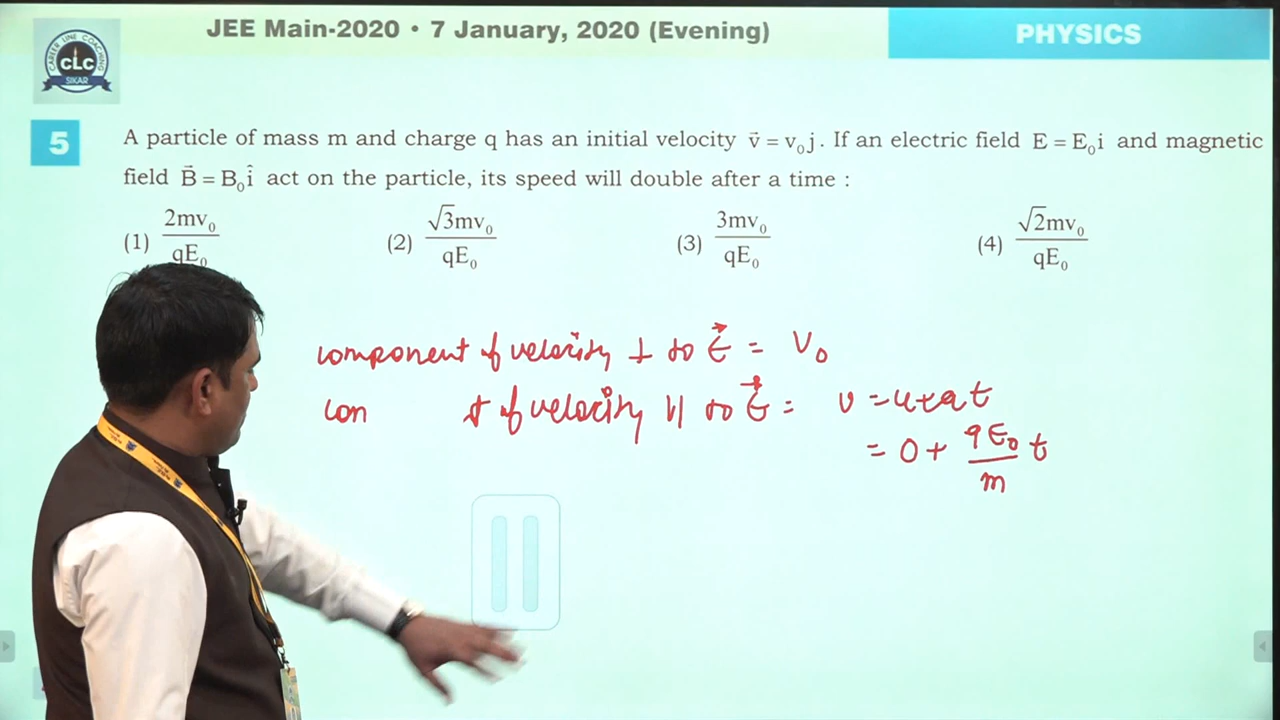 JEE Main-2020 • 7 January, 2020 (Evening)
PHYSICS
CAREER LINE COACHING
CLC
SIKAR
5
A particle of mass m and charge q has an initial velocity v⃗ = v₀j. If an electric field E = E₀i and magnetic
field B⃗ = B₀î act on the particle, its speed will double after a time :
(1) 2mv₀/qE₀ (2) √3mv₀/qE₀ (3) 3mv₀/qE₀ (4) √2mv₀/qE₀
component of velocity ⊥ to E⃗ = V₀
con t of velocity || to E⃗ = v = u+at
= 0 + qE₀/m t